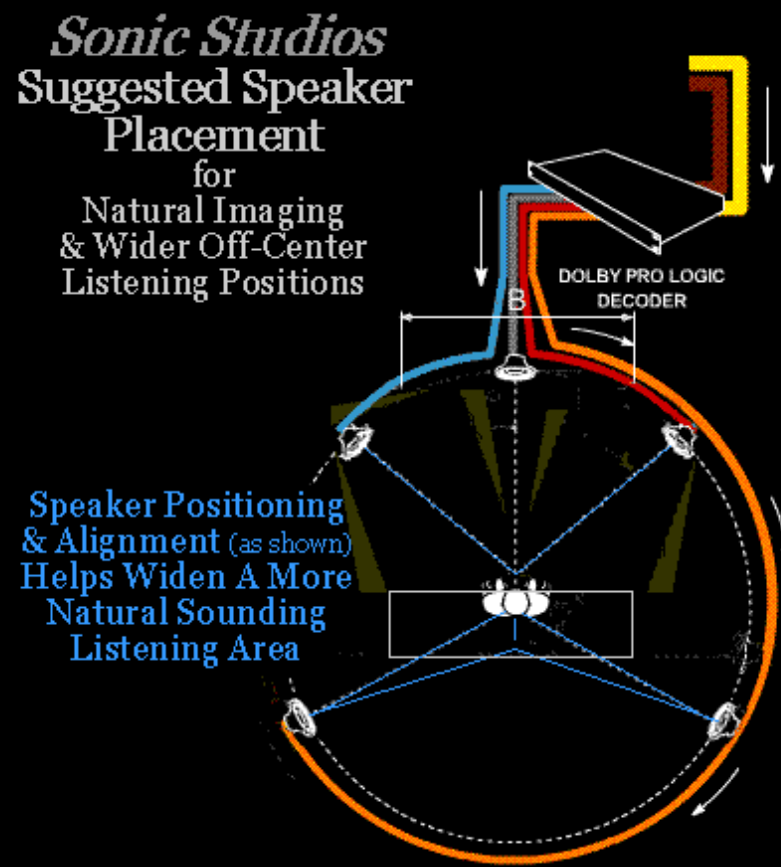 Sonic Studios
Suggested Speaker
Placement
for
Natural Imaging
& Wider Off-Center
Listening Positions
DOLBY PRO LOGIC
DECODER
B
Speaker Positioning
& Alignment (as shown)
Helps Widen A More
Natural Sounding
Listening Area